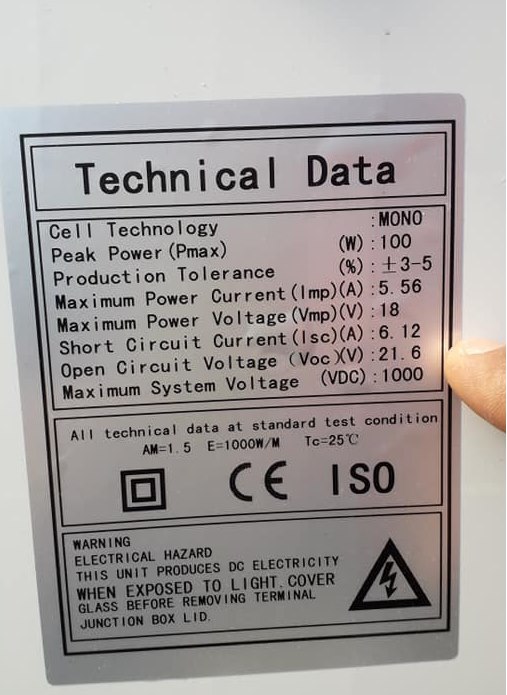 Technical Data
Cell Technology :MONO
Peak Power(Pmax) (W):100
Production Tolerance (%):±3-5
Maximum Power Current(Imp)(A):5.56
Maximum Power Voltage(Vmp)(V):18
Short Circuit Current(Isc)(A):6.12
Open Circuit Voltage (Voc)(V):21.6
Maximum System Voltage (VDC):1000
All technical data at standard test condition
AM=1.5 E=1000W/M Tc=25℃
CE ISO
WARNING
ELECTRICAL HAZARD
THIS UNIT PRODUCES DC ELECTRICITY
WHEN EXPOSED TO LIGHT.COVER
GLASS BEFORE REMOVING TERMINAL
JUNCTION BOX LID.